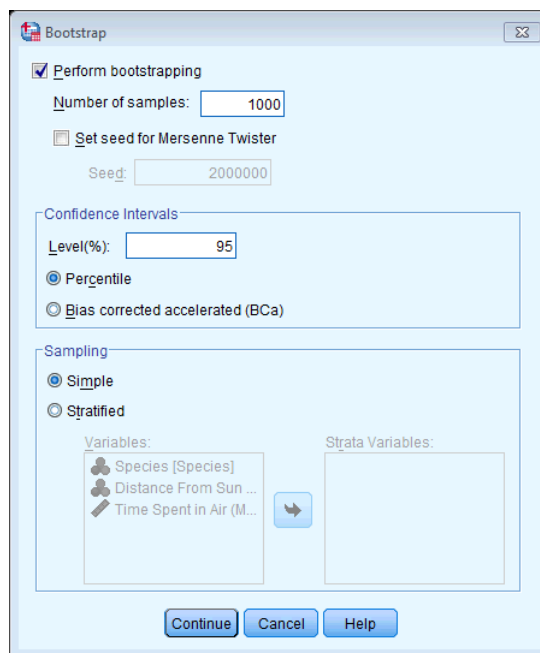 Bootstrap
Perform bootstrapping
Number of samples: 1000
Set seed for Mersenne Twister
Seed: 2000000
Confidence Intervals
Level(%): 95
Percentile
Bias corrected accelerated (BCa)
Sampling
Simple
Stratified
Variables:
Strata Variables:
Species [Species]
Distance From Sun ...
Time Spent in Air (M...
Continue Cancel Help